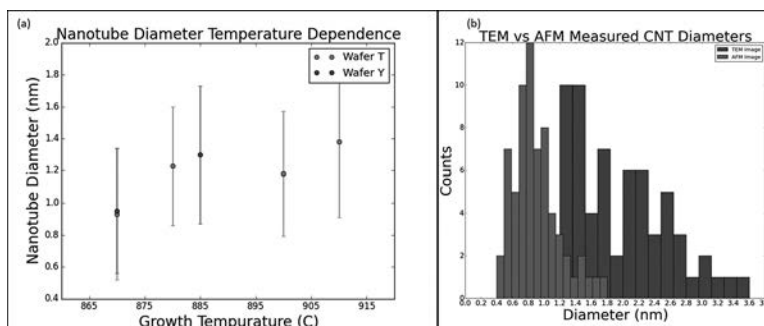 (a)
Nanotube Diameter Temperature Dependence
Wafer T
Wafer Y
2.0
1.8
1.6
1.4
1.2
1.0
0.8
0.6
0.4
Nanotube Diameter (nm)
865 875 885 895 905 915
Growth Tempurature (C)
(b)
TEM vs AFM Measured CNT Diameters
TEM Image
AFM Image
12
10
8
6
4
2
0
Counts
0.0 0.2 0.4 0.6 0.8 1.0 1.2 1.4 1.6 1.8 2.0 2.2 2.4 2.6 2.8 3.0 3.2 3.4 3.6 3.8
Diameter (nm)